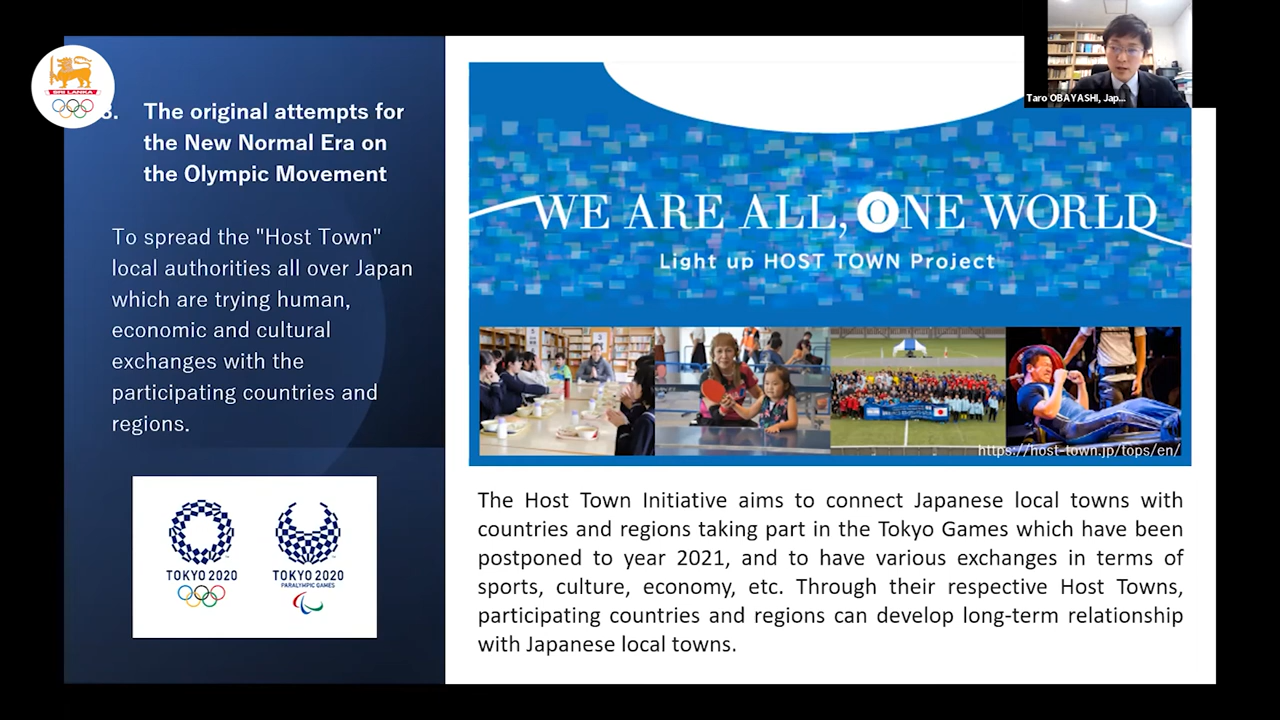 SRI LANKA
3. The original attempts for
the New Normal Era on
the Olympic Movement
To spread the "Host Town"
local authorities all over Japan
which are trying human,
economic and cultural
exchanges with the
participating countries and
regions.
TOKYO 2020
TOKYO 2020
PARALYMPIC GAMES
WE ARE ALL, ONE WORLD
Light up HOST TOWN Project
https://host-town.jp/tops/en/
The Host Town Initiative aims to connect Japanese local towns with
countries and regions taking part in the Tokyo Games which have been
postponed to year 2021, and to have various exchanges in terms of
sports, culture, economy, etc. Through their respective Host Towns,
participating countries and regions can develop long-term relationship
with Japanese local towns.
Taro OBAYASHI, Jap...